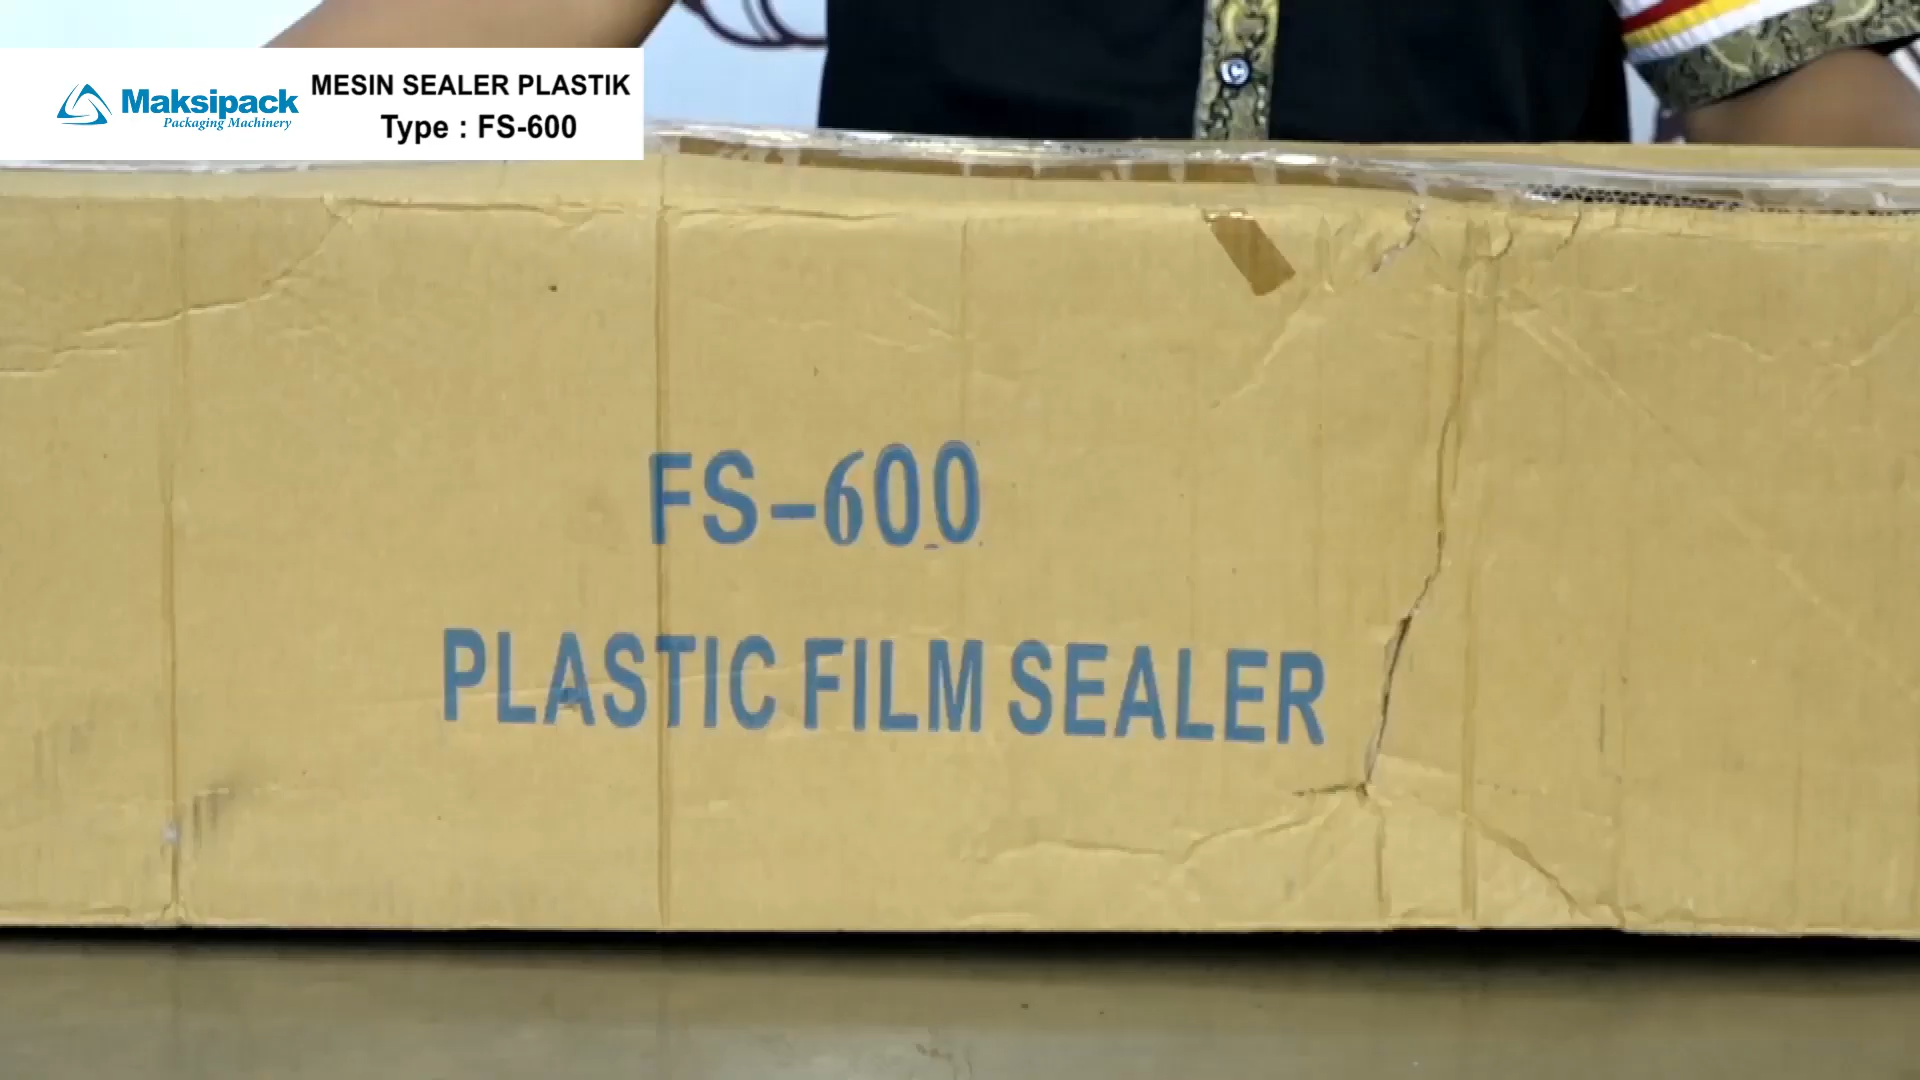 Maksipack
Packaging Machinery
MESIN SEALER PLASTIK
Type : FS-600
FS-600
PLASTIC FILM SEALER